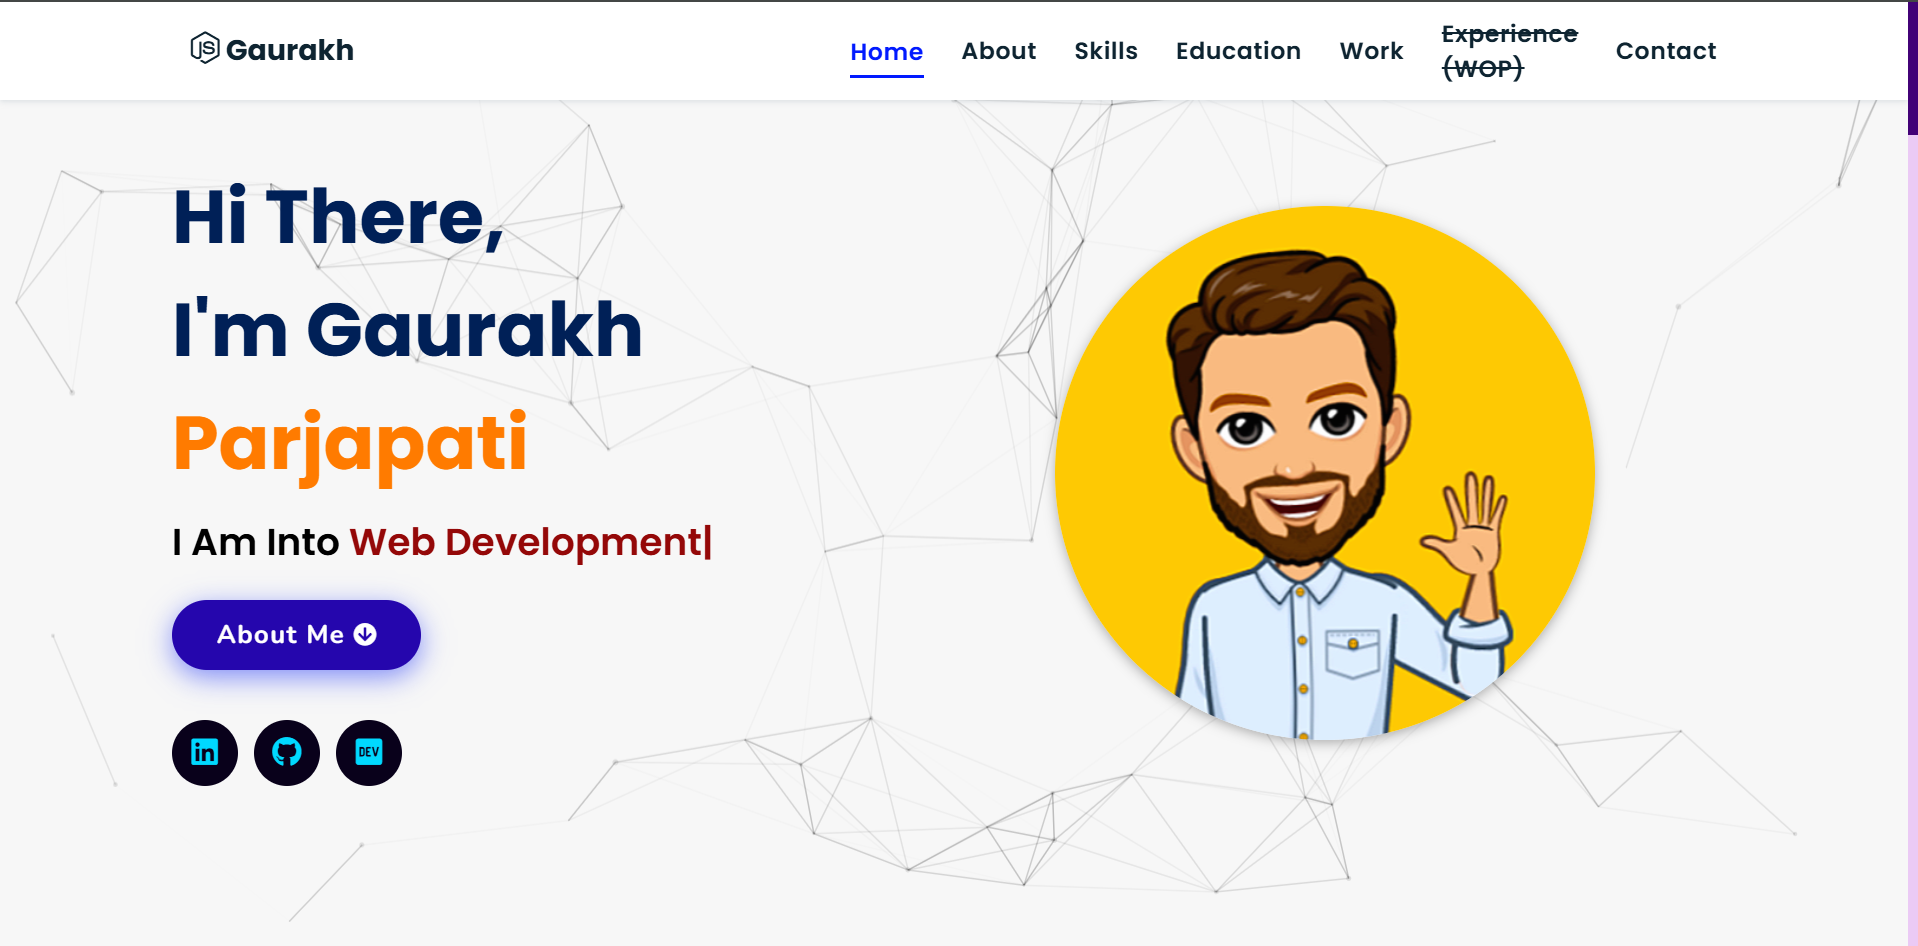 Gaurakh
Home About Skills Education Work Experience (WOP) Contact
Hi There,
I'm Gaurakh
Parjapati
I Am Into Web Development|
About Me
in
DEV